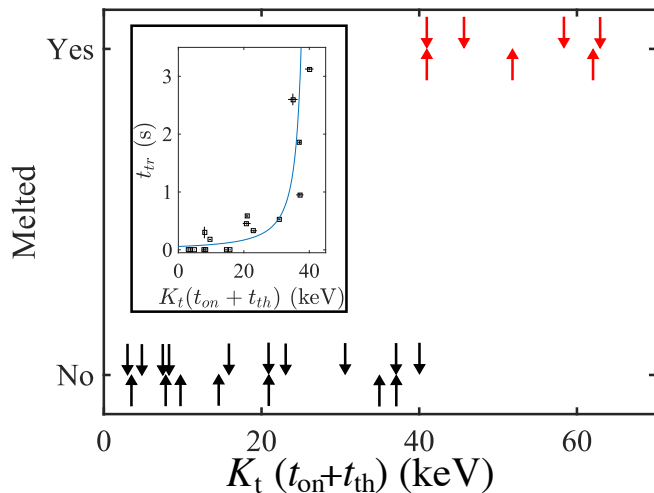 Yes
Melted
No
0 20 40 60
K_t (t_on+t_th) (keV)
3
2
1
0
t_tr (s)
0 20 40
K_t(t_on + t_th) (keV)